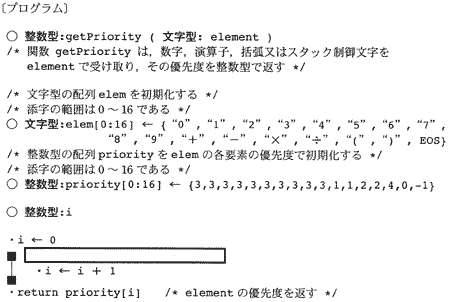 〔プログラム〕
○ 整数型:getPriority ( 文字型: element )
/* 関数 getPriority は，数字，演算子，括弧又はスタック制御文字を
element で受け取り，その優先度を整数型で返す */
/* 文字型の配列 elem を初期化する */
/* 添字の範囲は0～16である */
○ 文字型:elem[0:16] ← {“0”,“1”,“2”,“3”,“4”,“5”,“6”,“7”,
“8”,“9”,“+”,“－”,“×”,“÷”,“(”,“)”, EOS}
/* 整数型の配列 priority を elem の各要素の優先度で初期化する */
/* 添字の範囲は0～16である */
○ 整数型:priority[0:16] ← {3,3,3,3,3,3,3,3,3,3,1,1,2,2,4,0,-1}
○ 整数型:i
・i ← 0
・i ← i + 1
・return priority[i] /* element の優先度を返す */